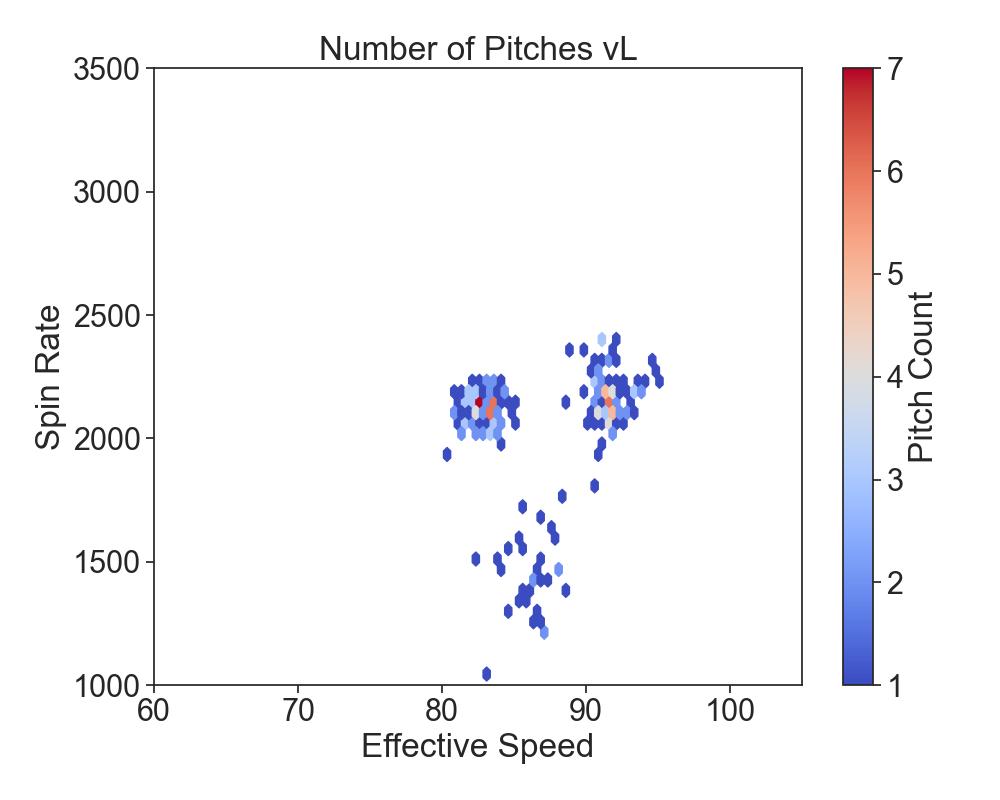 Number of Pitches vL
3500
3000
2500
2000
1500
1000
Spin Rate
60 70 80 90 100
Effective Speed
7
6
5
4
3
2
1
Pitch Count